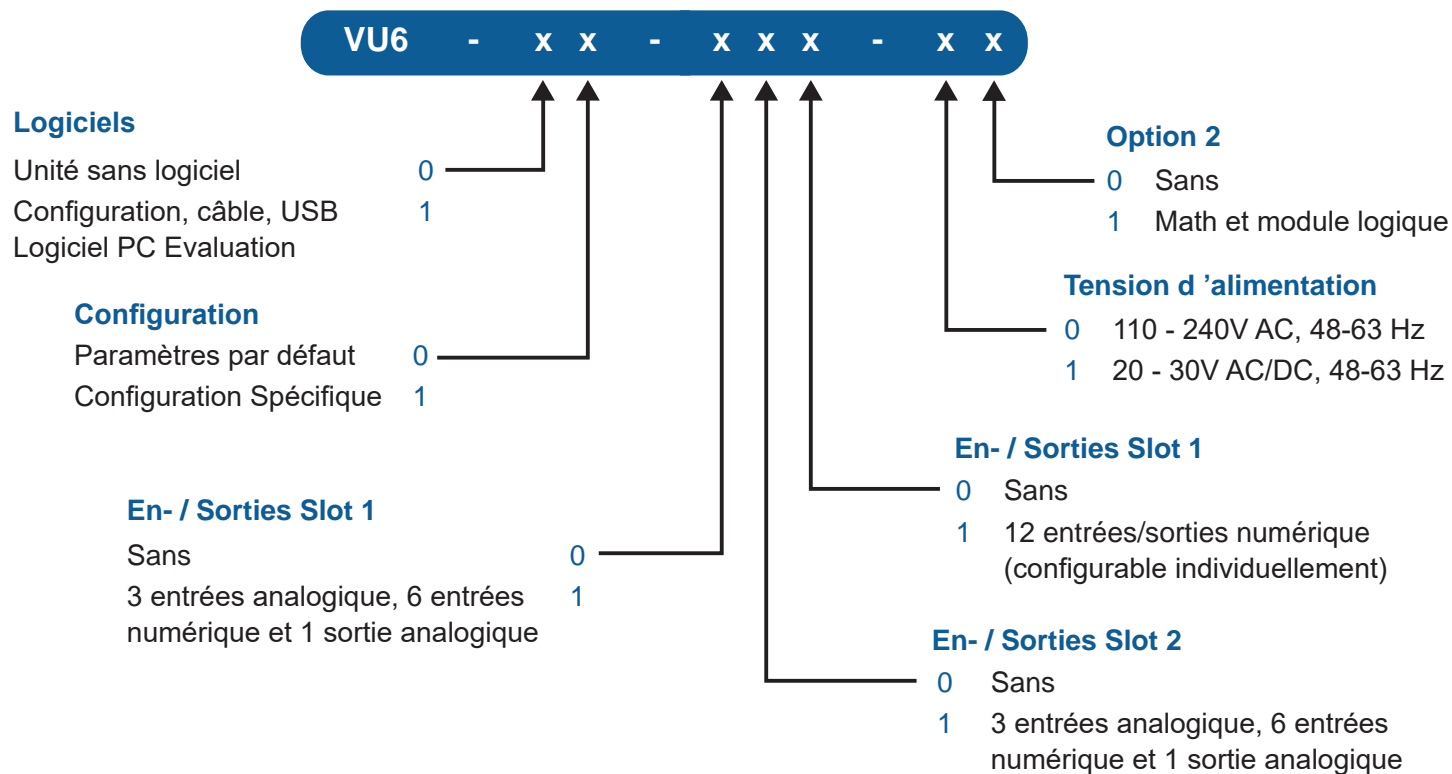 VU6 - x x - x x x - x x
Logiciels
Unité sans logiciel 0
Configuration, câble, USB 1
Logiciel PC Evaluation
Configuration
Paramètres par défaut 0
Configuration Spécifique 1
En- / Sorties Slot 1
Sans 0
3 entrées analogique, 6 entrées 1
numérique et 1 sortie analogique
Option 2
0 Sans
1 Math et module logique
Tension d ’alimentation
0 110 - 240V AC, 48-63 Hz
1 20 - 30V AC/DC, 48-63 Hz
En- / Sorties Slot 1
0 Sans
1 12 entrées/sorties numérique
(configurable individuellement)
En- / Sorties Slot 2
0 Sans
1 3 entrées analogique, 6 entrées
numérique et 1 sortie analogique